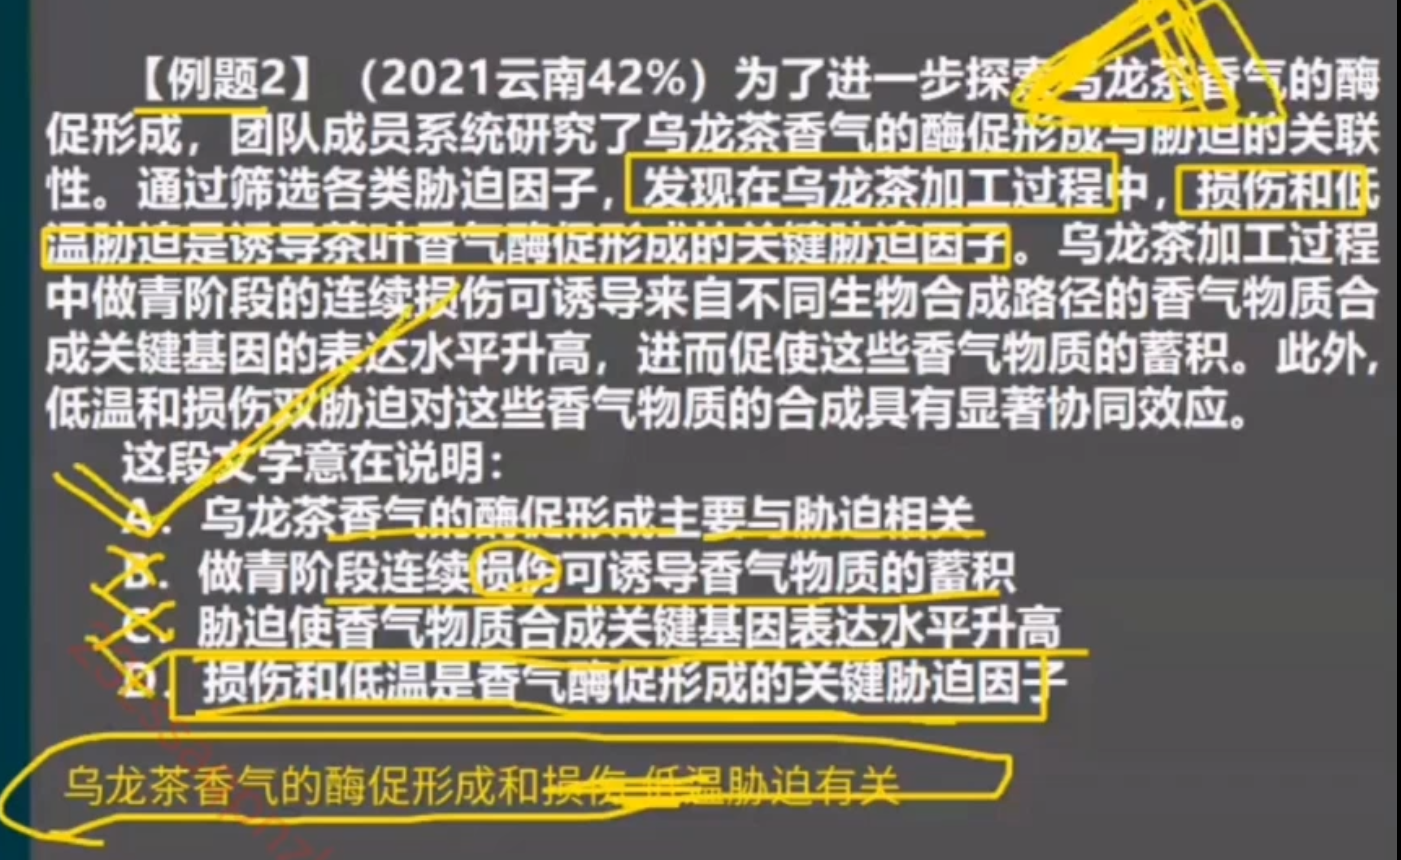 【例题2】（2021云南42%）为了进一步探索乌龙茶香气的酶
促形成，团队成员系统研究了乌龙茶香气的酶促形成与胁迫的关联
性。通过筛选各类胁迫因子，发现在乌龙茶加工过程中，损伤和低
温胁迫是诱导茶叶香气酶促形成的关键胁迫因子。乌龙茶加工过程
中做青阶段的连续损伤可诱导来自不同生物合成路径的香气物质合
成关键基因的表达水平升高，进而促使这些香气物质的蓄积。此外，
低温和损伤双胁迫对这些香气物质的合成具有显著协同效应。
这段文字意在说明：
A. 乌龙茶香气的酶促形成主要与胁迫相关
B. 做青阶段连续损伤可诱导香气物质的蓄积
C. 胁迫使香气物质合成关键基因表达水平升高
D. 损伤和低温是香气酶促形成的关键胁迫因子
乌龙茶香气的酶促形成和损伤 低温胁迫有关